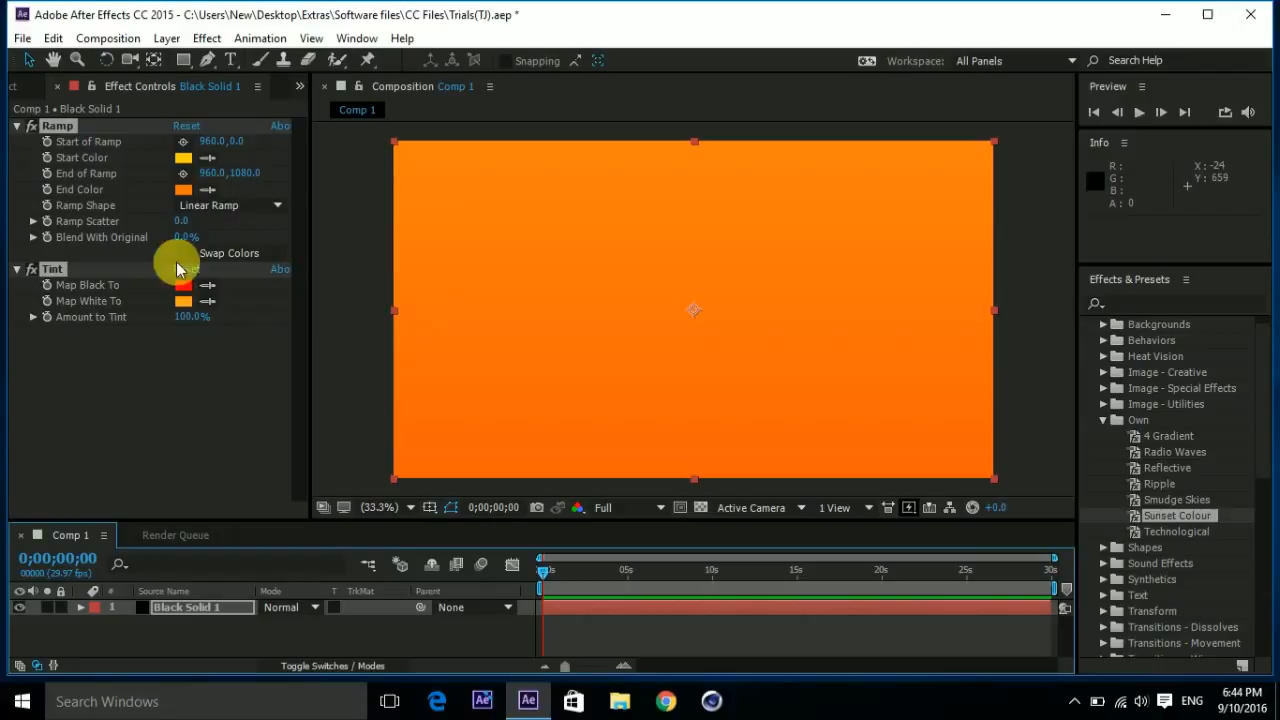 Adobe After Effects CC 2015 - C:\Users\New\Desktop\Extras\Software files\CC Files\Trials(TJ).aep *
File Edit Composition Layer Effect Animation View Window Help
Snapping
Workspace: All Panels
Search Help
ct
Effect Controls Black Solid 1
Composition Comp 1
Preview
Comp 1 • Black Solid 1
Comp 1
Ramp Reset Abo
Start of Ramp 960.0,0.0
Start Color
End of Ramp 960.0,1080.0
End Color
Ramp Shape Linear Ramp
Ramp Scatter 0.0
Blend With Original 0.0%
Swap Colors
Tint Abo
Map Black To
Map White To
Amount to Tint 100.0%
Info
R :
G :
B :
A : 0
X : -24
Y : 659
Effects & Presets
Backgrounds
Behaviors
Heat Vision
Image - Creative
Image - Special Effects
Image - Utilities
Own
4 Gradient
Radio Waves
Reflective
Ripple
Smudge Skies
Sunset Colour
Technological
Shapes
Sound Effects
Synthetics
Text
Transform
Transitions - Dissolves
Transitions - Movement
(33.3%) 0;00;00;00 Full Active Camera 1 View +0.0
Comp 1
Render Queue
0;00;00;00
00000 (29.97 fps)
05s 10s 15s 20s 25s 30s
# Source Name Mode T TrkMat Parent
1 Black Solid 1 Normal None
Toggle Switches / Modes
Search Windows
ENG
6:44 PM
9/10/2016